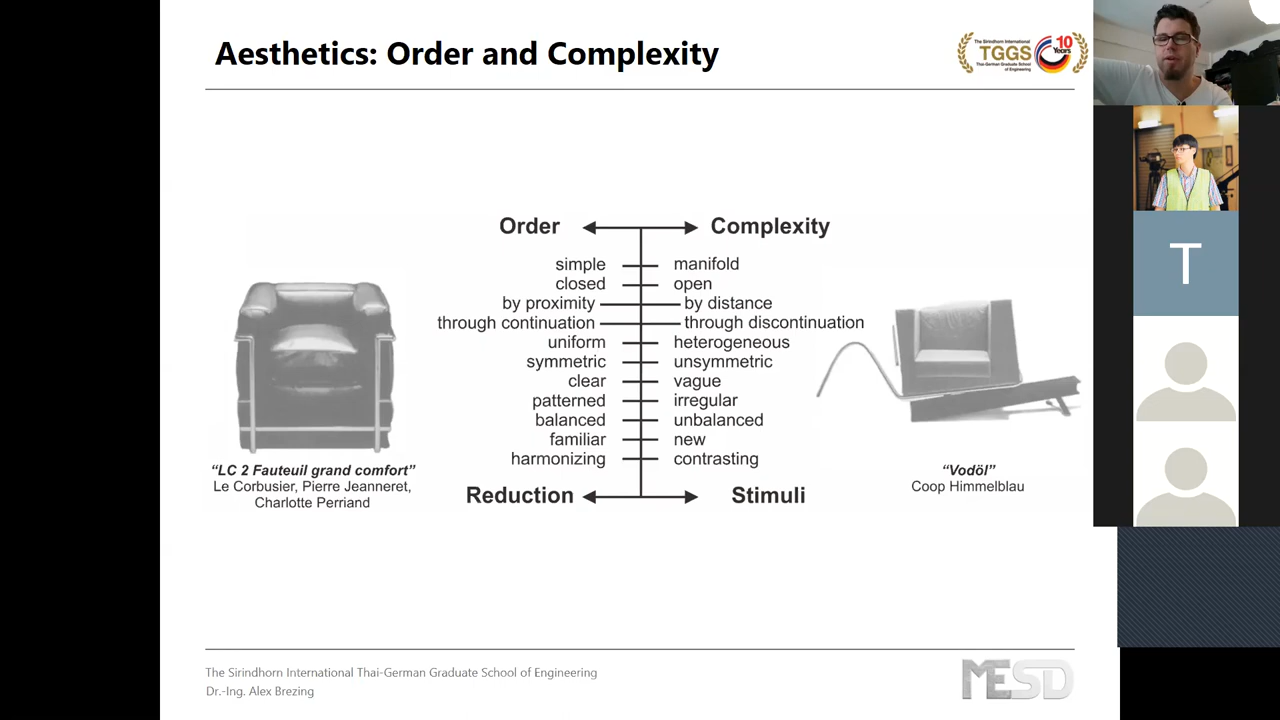 Aesthetics: Order and Complexity
The Sirindhorn International
TGGS
Thai-German Graduate School
of Engineering
10
Years
T
Order
Complexity
simple
manifold
closed
open
by proximity
by distance
through continuation
through discontinuation
uniform
heterogeneous
symmetric
unsymmetric
clear
vague
patterned
irregular
balanced
unbalanced
familiar
new
harmonizing
contrasting
Reduction
Stimuli
“LC 2 Fauteuil grand comfort”
Le Corbusier, Pierre Jeanneret,
Charlotte Perriand
“Vodöl”
Coop Himmelblau
The Sirindhorn International Thai-German Graduate School of Engineering
Dr.-Ing. Alex Brezing
MESD